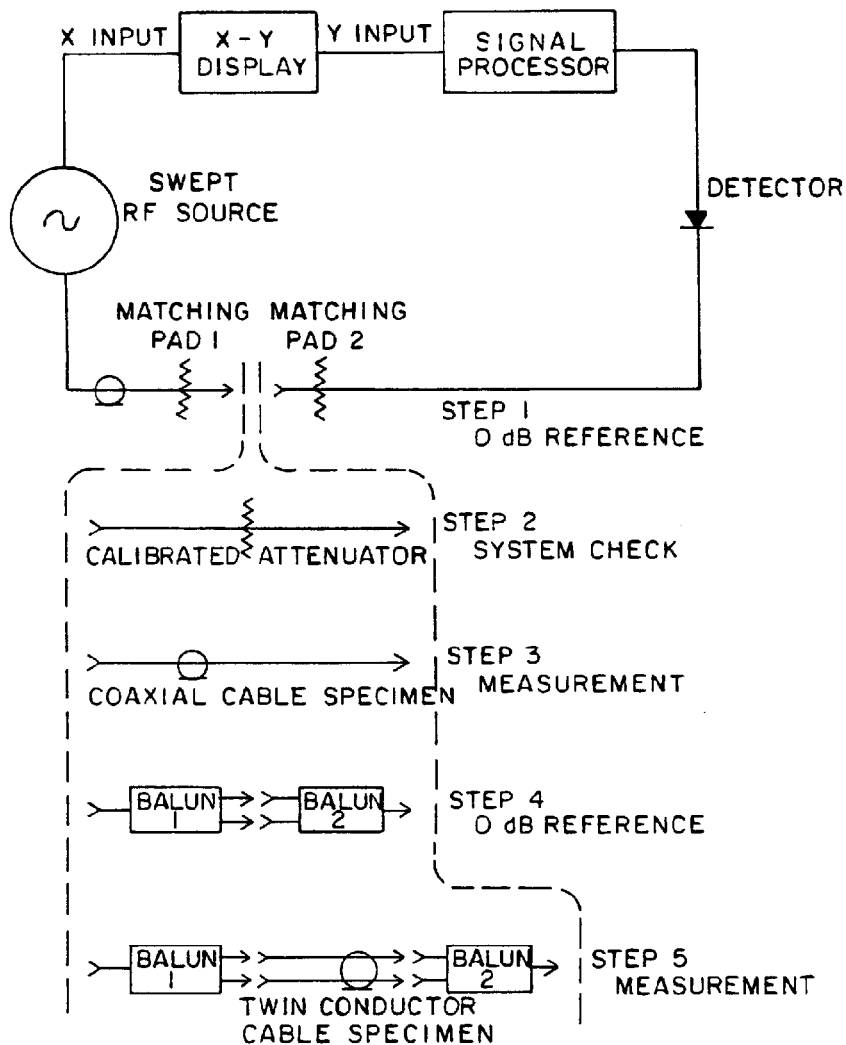 X INPUT
X-Y
DISPLAY
Y INPUT
SIGNAL
PROCESSOR
SWEPT
RF SOURCE
DETECTOR
MATCHING
PAD 1
MATCHING
PAD 2
STEP 1
0 dB REFERENCE
CALIBRATED ATTENUATOR
STEP 2
SYSTEM CHECK
COAXIAL CABLE SPECIMEN
STEP 3
MEASUREMENT
BALUN
1
BALUN
2
STEP 4
0 dB REFERENCE
BALUN
1
BALUN
2
TWIN CONDUCTOR
CABLE SPECIMEN
STEP 5
MEASUREMENT